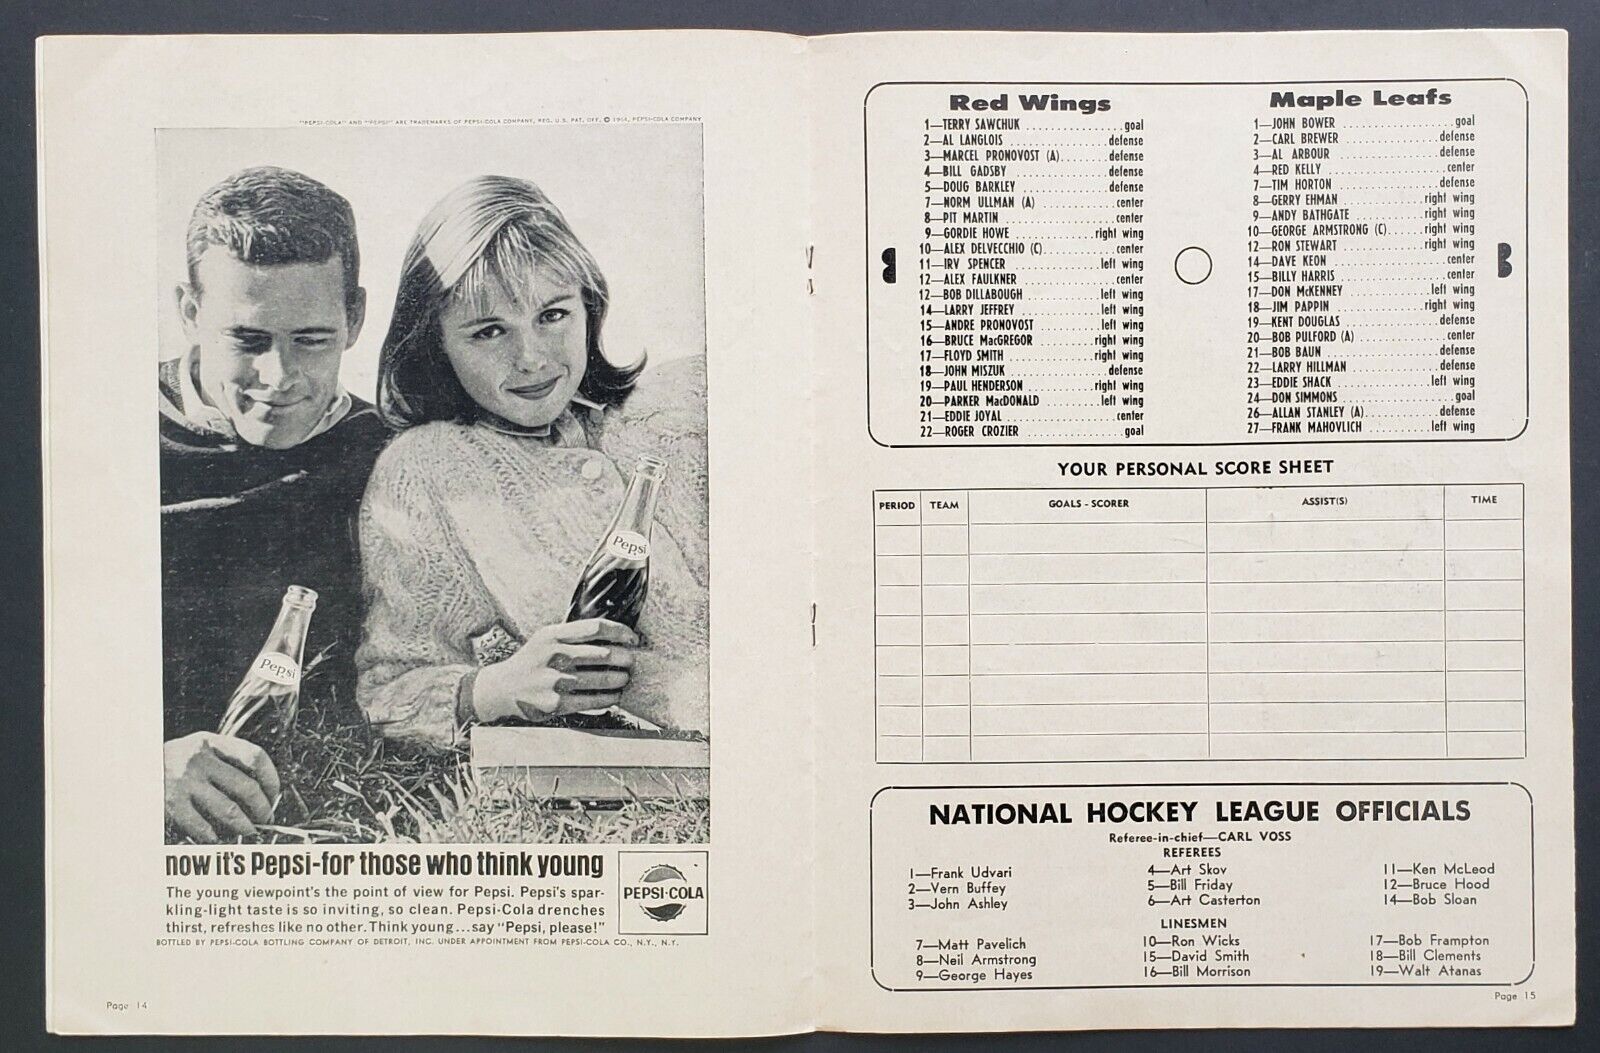 "PEPSI-COLA" AND "PEPSI" ARE TRADEMARKS OF PEPSI-COLA COMPANY, REG. U.S. PAT. OFF. © 1964, PEPSI-COLA COMPANY
Pepsi
Pepsi
now it's Pepsi-for those who think young
The young viewpoint's the point of view for Pepsi. Pepsi's spar-
kling-light taste is so inviting, so clean. Pepsi-Cola drenches
thirst, refreshes like no other. Think young...say "Pepsi, please!"
PEPSI-COLA
BOTTLED BY PEPSI-COLA BOTTLING COMPANY OF DETROIT, INC. UNDER APPOINTMENT FROM PEPSI-COLA CO., N.Y., N.Y.
Page 14
Red Wings
1—TERRY SAWCHUK ..............goal
2—AL LANGLOIS ..............defense
3—MARCEL PRONOVOST (A)........defense
4—BILL GADSBY ..............defense
5—DOUG BARKLEY ..............defense
7—NORM ULLMAN (A) ..............center
8—PIT MARTIN ..............center
9—GORDIE HOWE ..............right wing
10—ALEX DELVECCHIO (C)..............center
11—IRV SPENCER ..............left wing
12—ALEX FAULKNER ..............center
12—BOB DILLABOUGH ..............left wing
14—LARRY JEFFREY ..............left wing
15—ANDRE PRONOVOST ..............left wing
16—BRUCE MacGREGOR ..............right wing
17—FLOYD SMITH ..............right wing
18—JOHN MISZUK ..............defense
19—PAUL HENDERSON ..............right wing
20—PARKER MacDONALD ..............left wing
21—EDDIE JOYAL ..............center
22—ROGER CROZIER ..............goal
Maple Leafs
1—JOHN BOWER ..............goal
2—CARL BREWER ..............defense
3—AL ARBOUR ..............defense
4—RED KELLY ..............center
7—TIM HORTON ..............defense
8—GERRY EHMAN ..............right wing
9—ANDY BATHGATE ..............right wing
10—GEORGE ARMSTRONG (C)......right wing
12—RON STEWART ..............right wing
14—DAVE KEON ..............center
15—BILLY HARRIS ..............center
17—DON McKENNEY ..............left wing
18—JIM PAPPIN ..............right wing
19—KENT DOUGLAS ..............defense
20—BOB PULFORD (A) ..............center
21—BOB BAUN ..............defense
22—LARRY HILLMAN ..............defense
23—EDDIE SHACK ..............left wing
24—DON SIMMONS ..............goal
26—ALLAN STANLEY (A)..............defense
27—FRANK MAHOVLICH ..........left wing
YOUR PERSONAL SCORE SHEET
PERIOD TEAM GOALS - SCORER ASSIST(S) TIME
NATIONAL HOCKEY LEAGUE OFFICIALS
Referee-in-chief—CARL VOSS
REFEREES
1—Frank Udvari
2—Vern Buffey
3—John Ashley
4—Art Skov
5—Bill Friday
6—Art Casterton
11—Ken McLeod
12—Bruce Hood
14—Bob Sloan
LINESMEN
7—Matt Pavelich
8—Neil Armstrong
9—George Hayes
10—Ron Wicks
15—David Smith
16—Bill Morrison
17—Bob Frampton
18—Bill Clements
19—Walt Atanas
Page 15